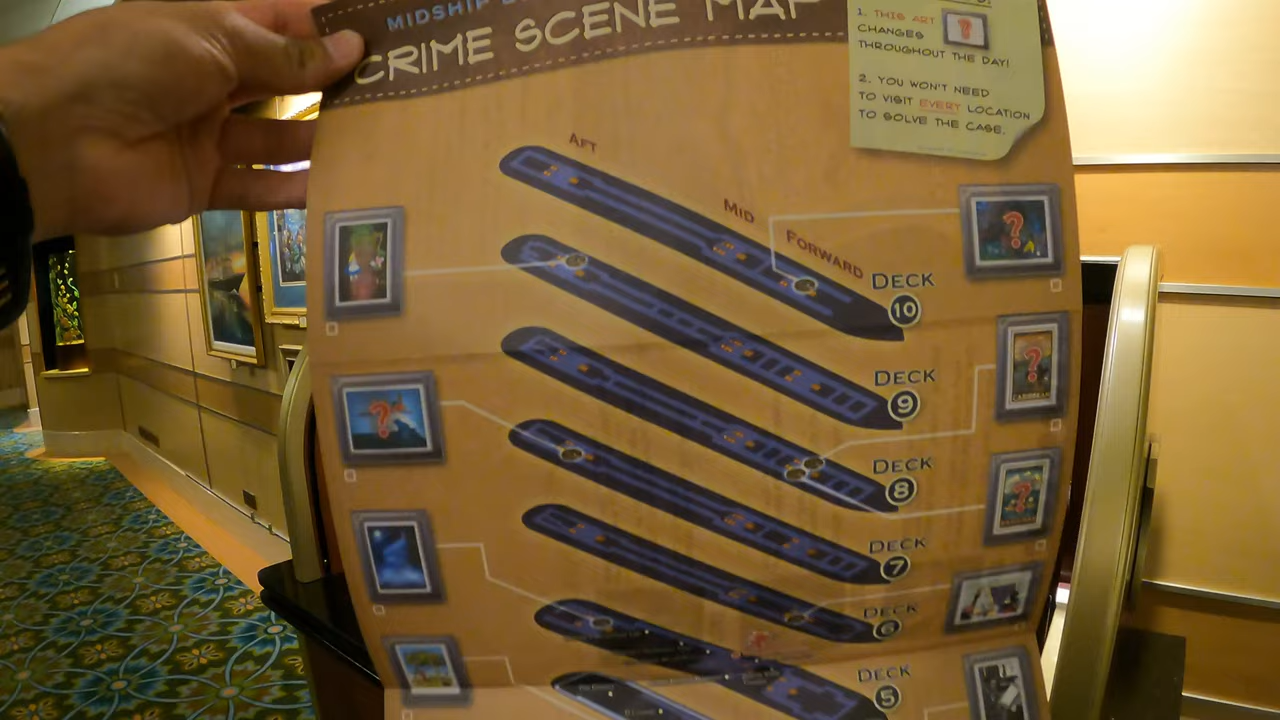 MIDSHIP
CRIME SCENE MAP
1. THIS ART
CHANGES
THROUGHOUT THE DAY!
2. YOU WON'T NEED
TO VISIT EVERY LOCATION
TO SOLVE THE CASE.
AFT
MID
FORWARD
DECK
10
DECK
9
DECK
8
DECK
7
DECK
6
DECK
5
?
?
?
?
?
?
CARIBBEAN